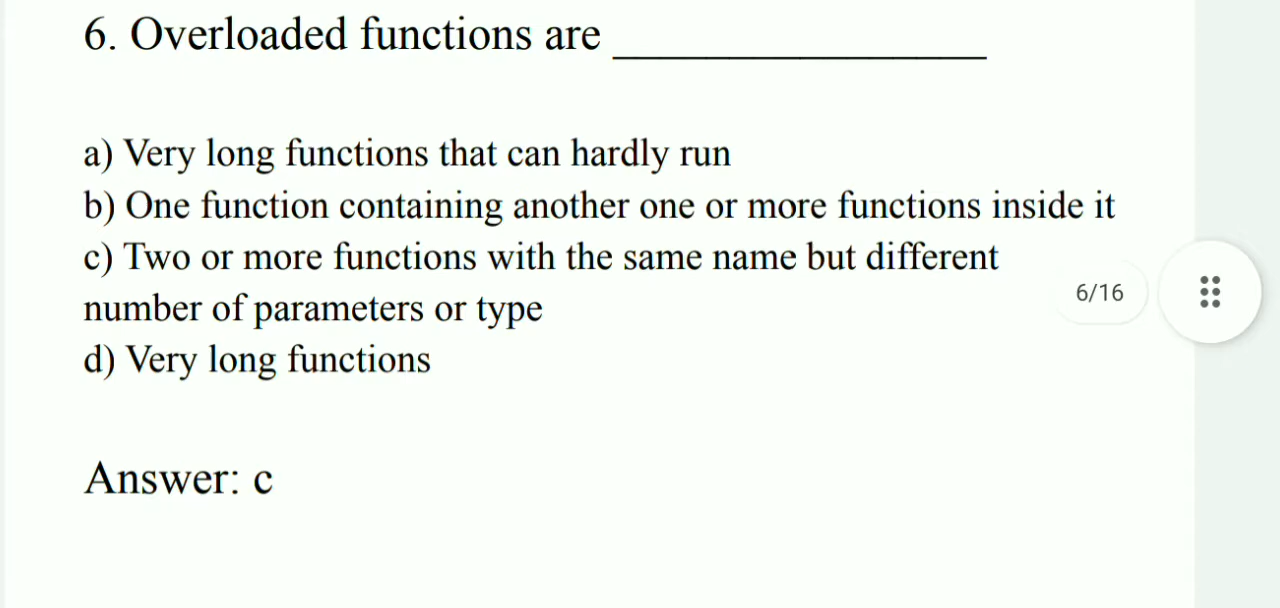 6. Overloaded functions are ________________
a) Very long functions that can hardly run
b) One function containing another one or more functions inside it
c) Two or more functions with the same name but different
number of parameters or type
6/16
d) Very long functions
Answer: c